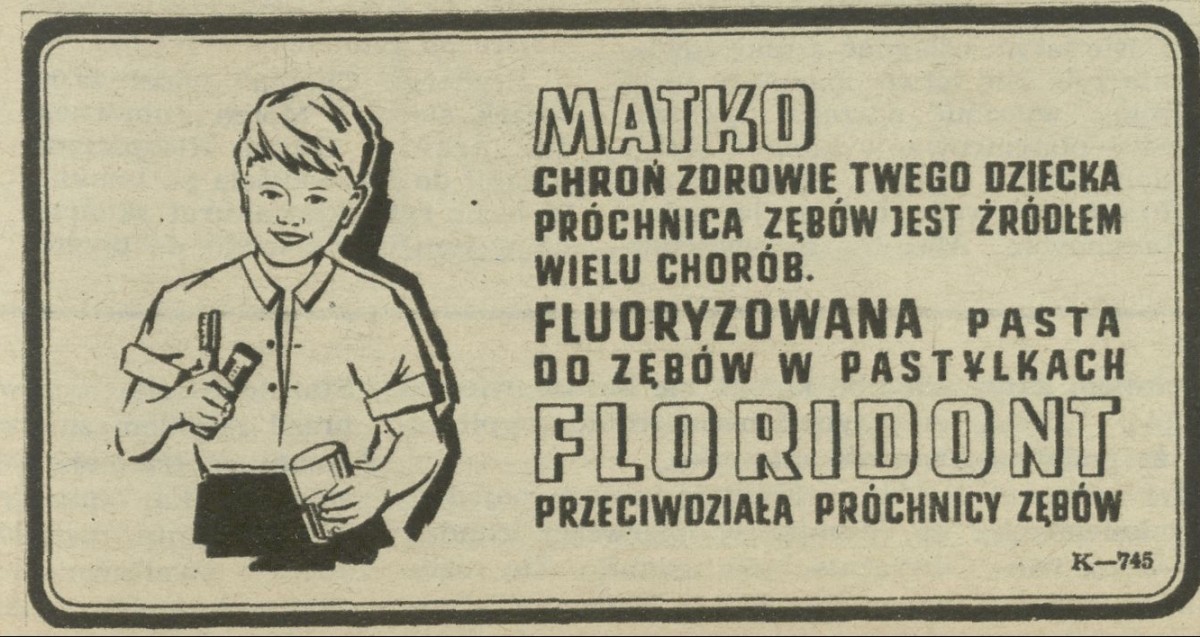 MATKO
CHROŃ ZDROWIE TWEGO DZIECKA
PRÓCHNICA ZĘBÓW JEST ŹRÓDŁEM
WIELU CHORÓB.
FLUORYZOWANA PASTA
DO ZĘBÓW W PASTYLKACH
FLORIDONT
PRZECIWDZIAŁA PRÓCHNICY ZĘBÓW
K—745